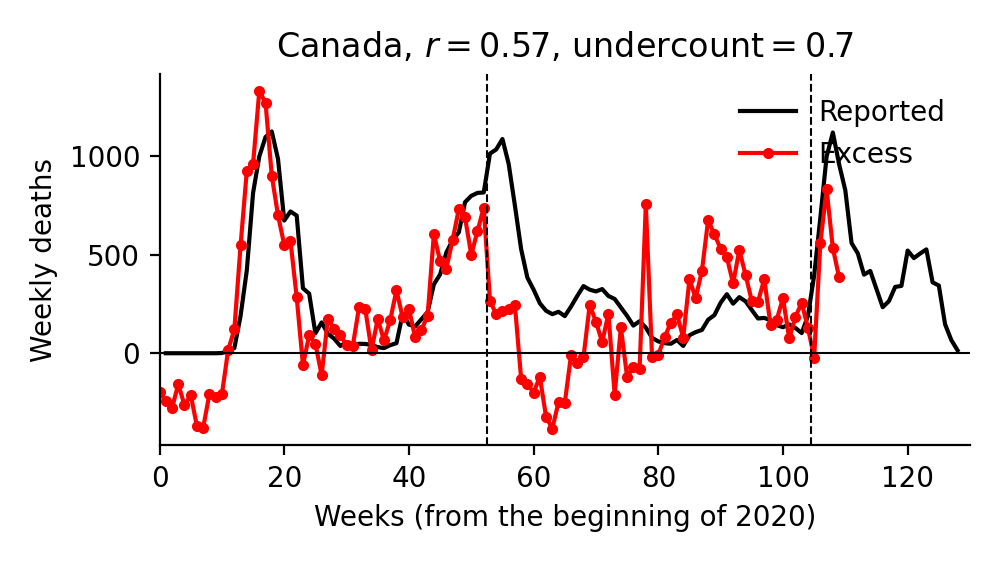 Canada, r = 0.57, undercount = 0.7
Weekly deaths
1000
500
0
Reported
Excess
0 20 40 60 80 100 120
Weeks (from the beginning of 2020)